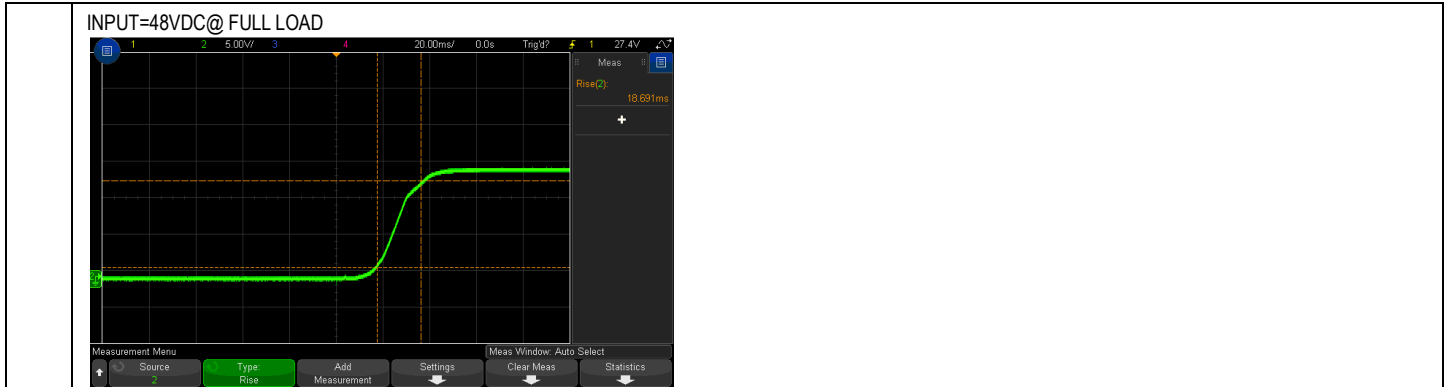 INPUT=48VDC@ FULL LOAD
1 2 5.00V/ 3 4 20.00ms/ 0.0s Trig'd? 1 27.4V
Meas
Rise(2):
18.691ms
Measurement Menu
Meas Window: Auto Select
Source
2
Type:
Rise
Add
Measurement
Settings
Clear Meas
Statistics